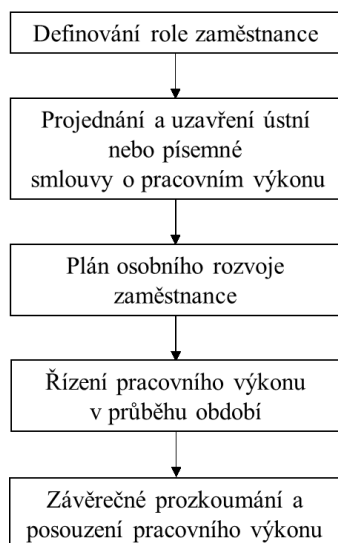 Definování role zaměstnance
Projednání a uzavření ústní
nebo písemné
smlouvy o pracovním výkonu
Plán osobního rozvoje
zaměstnance
Řízení pracovního výkonu
v průběhu období
Závěrečné prozkoumání a
posouzení pracovního výkonu